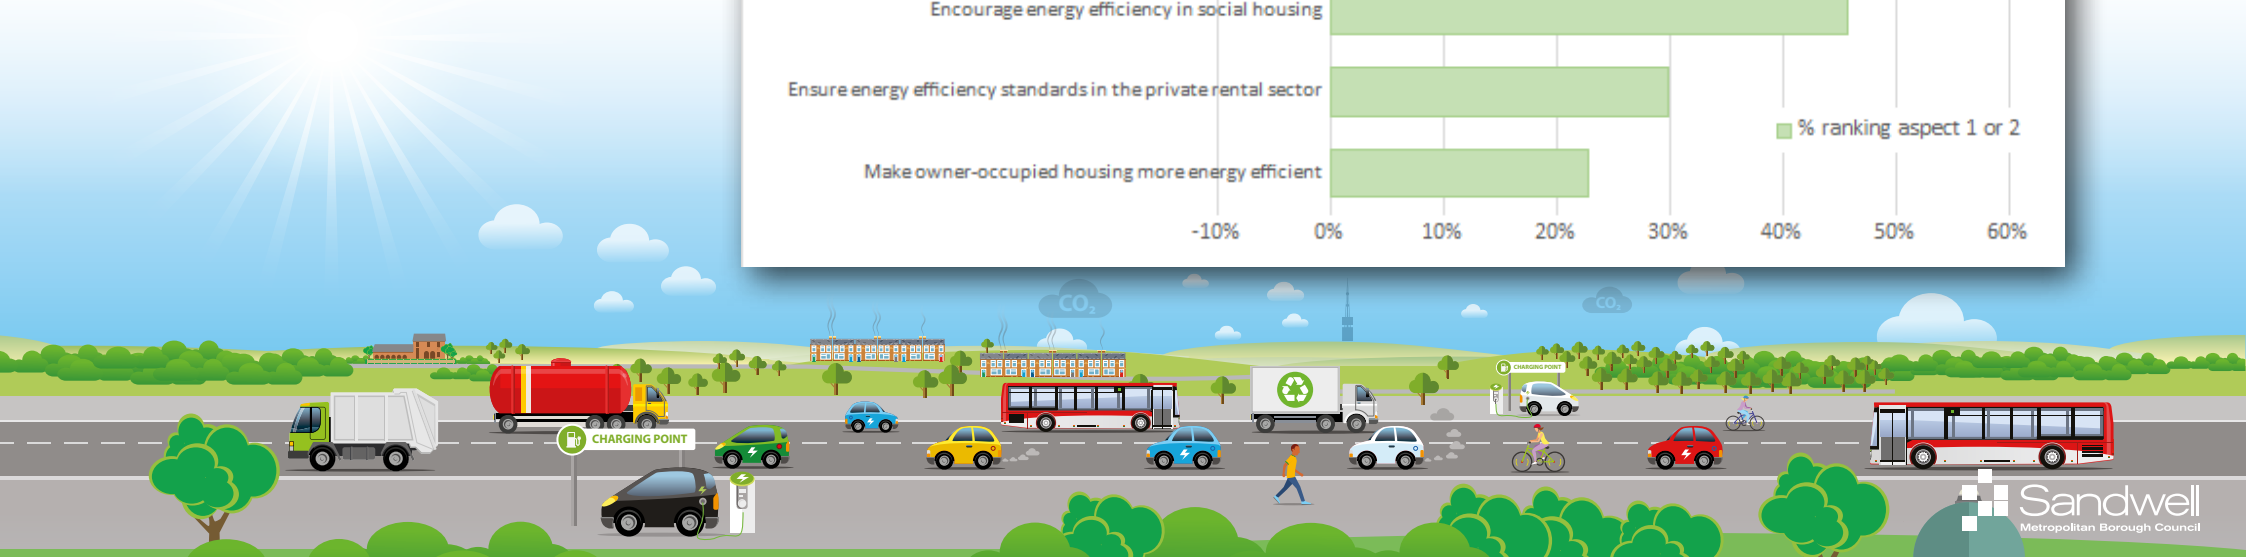 Encourage energy efficiency in social housing
Ensure energy efficiency standards in the private rental sector
% ranking aspect 1 or 2
Make owner-occupied housing more energy efficient
-10% 0% 10% 20% 30% 40% 50% 60%
CO₂
CO₂
CHARGING POINT
CHARGING POINT
Sandwell
Metropolitan Borough Council